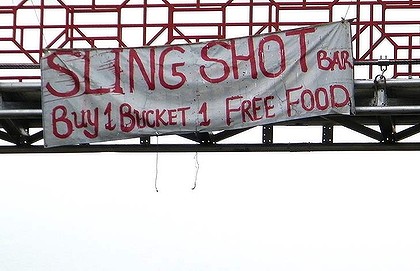 SLING SHOT BAR
Buy 1 BUCKET 1 FREE FOOD